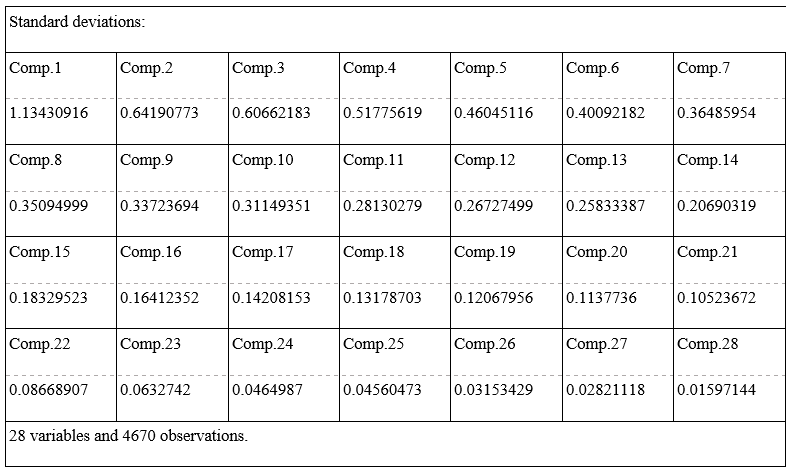 Standard deviations:
Comp.1 Comp.2 Comp.3 Comp.4 Comp.5 Comp.6 Comp.7
1.13430916 0.64190773 0.60662183 0.51775619 0.46045116 0.40092182 0.36485954
Comp.8 Comp.9 Comp.10 Comp.11 Comp.12 Comp.13 Comp.14
0.35094999 0.33723694 0.31149351 0.28130279 0.26727499 0.25833387 0.20690319
Comp.15 Comp.16 Comp.17 Comp.18 Comp.19 Comp.20 Comp.21
0.18329523 0.16412352 0.14208153 0.13178703 0.12067956 0.1137736 0.10523672
Comp.22 Comp.23 Comp.24 Comp.25 Comp.26 Comp.27 Comp.28
0.08668907 0.0632742 0.0464987 0.04560473 0.03153429 0.02821118 0.01597144
28 variables and 4670 observations.